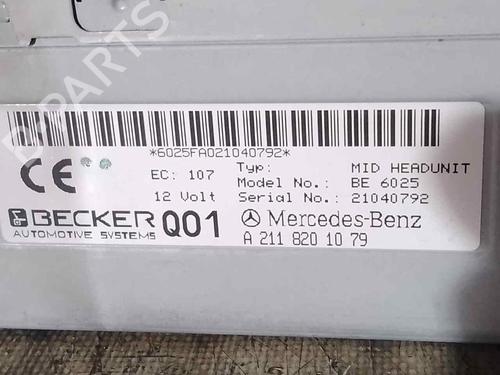 B-PARTS
*6025FA021040792*
CE
EC: 107
12 Volt
Typ: MID HEADUNIT
Model No.: BE 6025
Serial No.: 21040792
BECKER
AUTOMOTIVE SYSTEMS
Q01
Mercedes-Benz
A 211 820 10 79